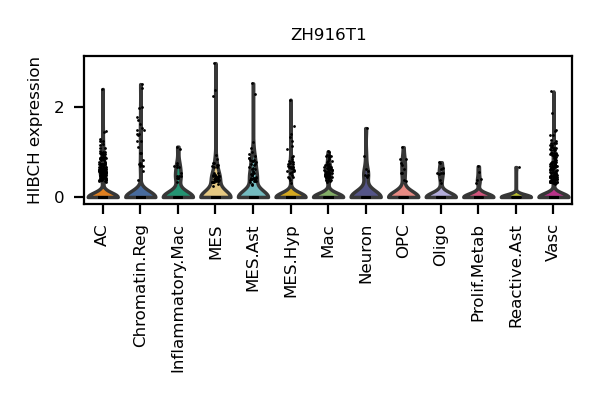 ZH916T1
HIBCH expression
2
0
AC
Chromatin.Reg
Inflammatory.Mac
MES
MES.Ast
MES.Hyp
Mac
Neuron
OPC
Oligo
Prolif.Metab
Reactive.Ast
Vasc